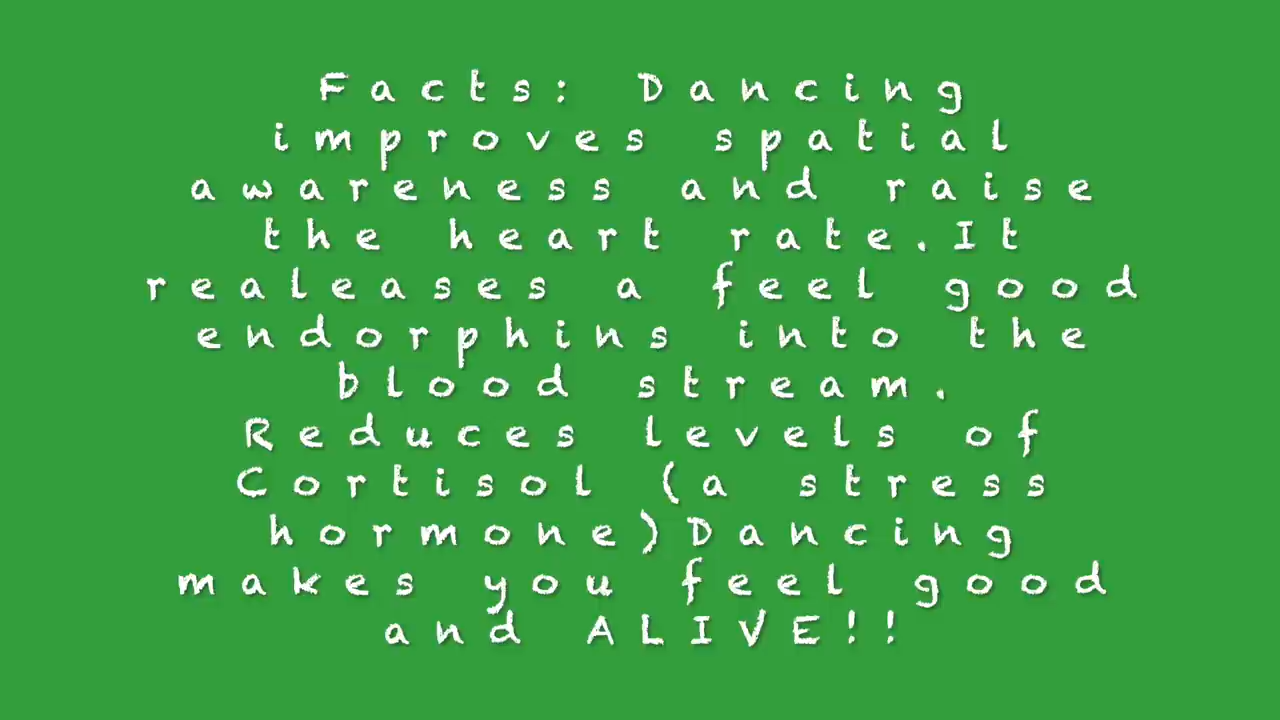 Facts: Dancing
improves spatial
awareness and raise
the heart rate.It
realeases a feel good
endorphins into the
blood stream.
Reduces levels of
Cortisol (a stress
hormone)Dancing
makes you feel good
and ALIVE!!